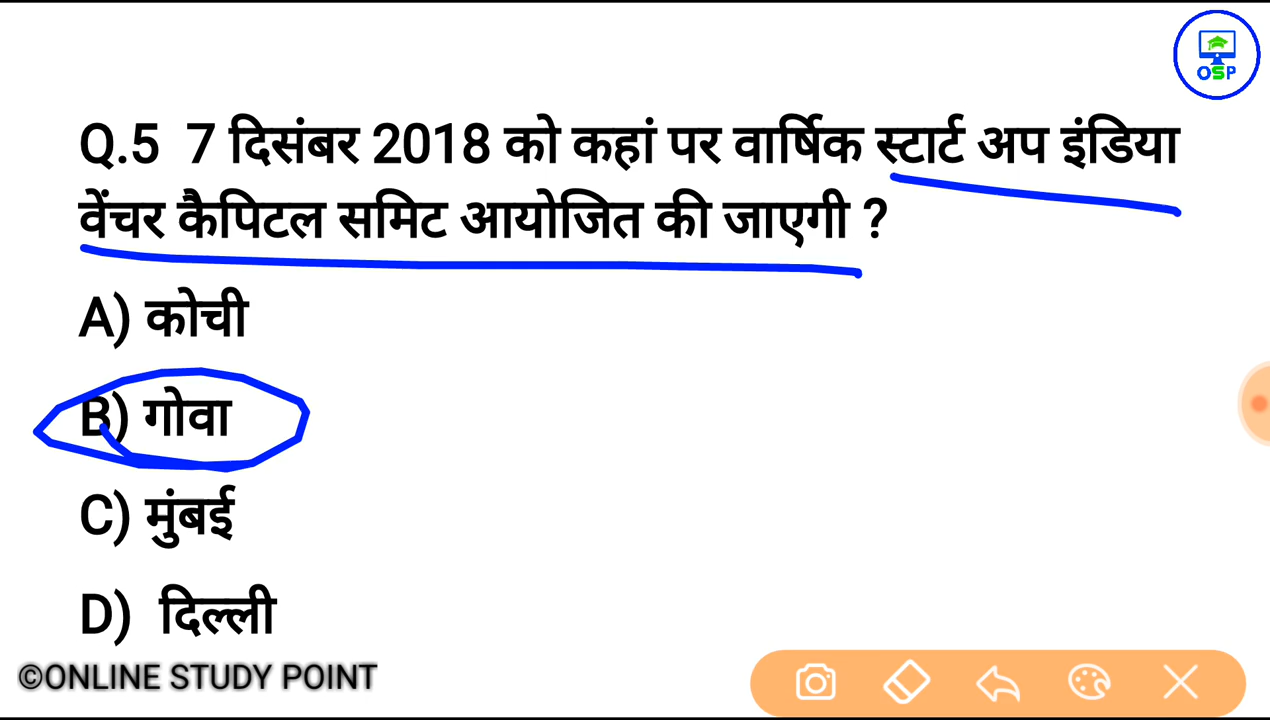 OSP
Q.5 7 दिसंबर 2018 को कहां पर वार्षिक स्टार्ट अप इंडिया
वेंचर कैपिटल समिट आयोजित की जाएगी ?
A) कोची
B) गोवा
C) मुंबई
D) दिल्ली
©ONLINE STUDY POINT